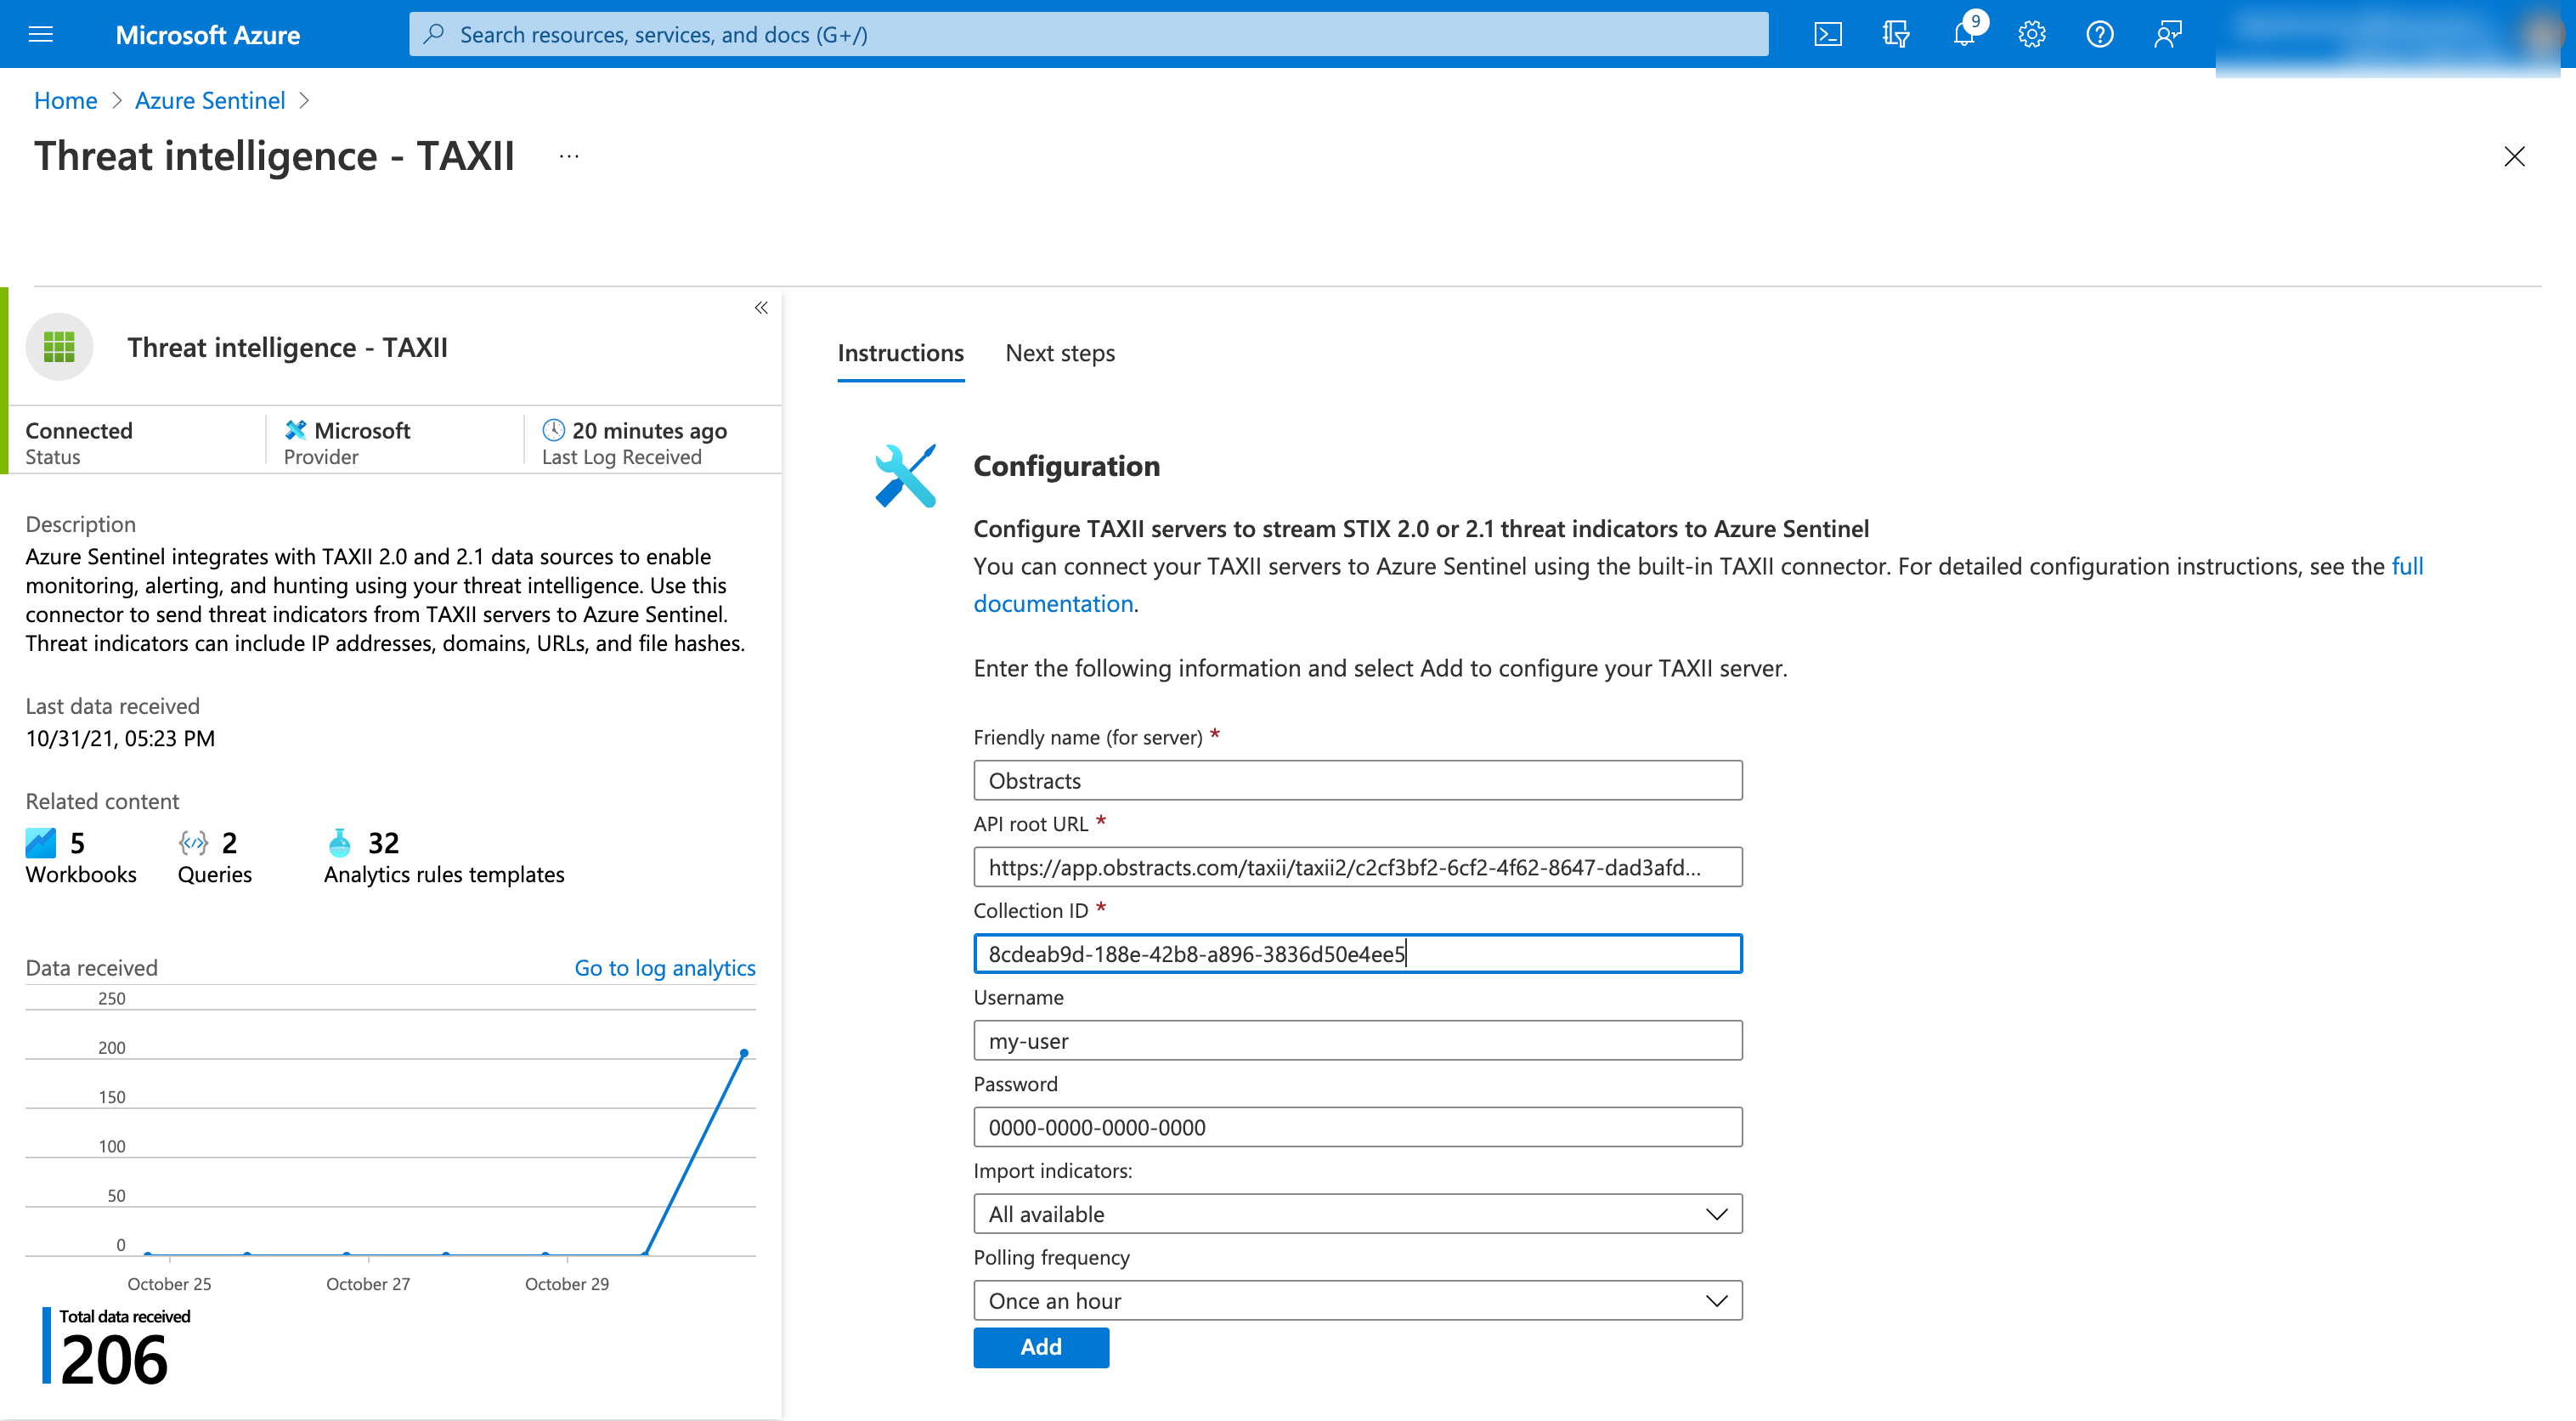 Microsoft Azure
Search resources, services, and docs (G+/)
9
Home > Azure Sentinel >
Threat intelligence - TAXII ...
Threat intelligence - TAXII
Connected
Status
Microsoft
Provider
20 minutes ago
Last Log Received
Description
Azure Sentinel integrates with TAXII 2.0 and 2.1 data sources to enable
monitoring, alerting, and hunting using your threat intelligence. Use this
connector to send threat indicators from TAXII servers to Azure Sentinel.
Threat indicators can include IP addresses, domains, URLs, and file hashes.
Last data received
10/31/21, 05:23 PM
Related content
5
Workbooks
2
Queries
32
Analytics rules templates
Data received
Go to log analytics
250
200
150
100
50
0
October 25
October 27
October 29
Total data received
206
Instructions
Next steps
Configuration
Configure TAXII servers to stream STIX 2.0 or 2.1 threat indicators to Azure Sentinel
You can connect your TAXII servers to Azure Sentinel using the built-in TAXII connector. For detailed configuration instructions, see the full
documentation.
Enter the following information and select Add to configure your TAXII server.
Friendly name (for server) *
Obstracts
API root URL *
https://app.obstracts.com/taxii/taxii2/c2cf3bf2-6cf2-4f62-8647-dad3afd...
Collection ID *
8cdeab9d-188e-42b8-a896-3836d50e4ee5
Username
my-user
Password
0000-0000-0000-0000
Import indicators:
All available
Polling frequency
Once an hour
Add